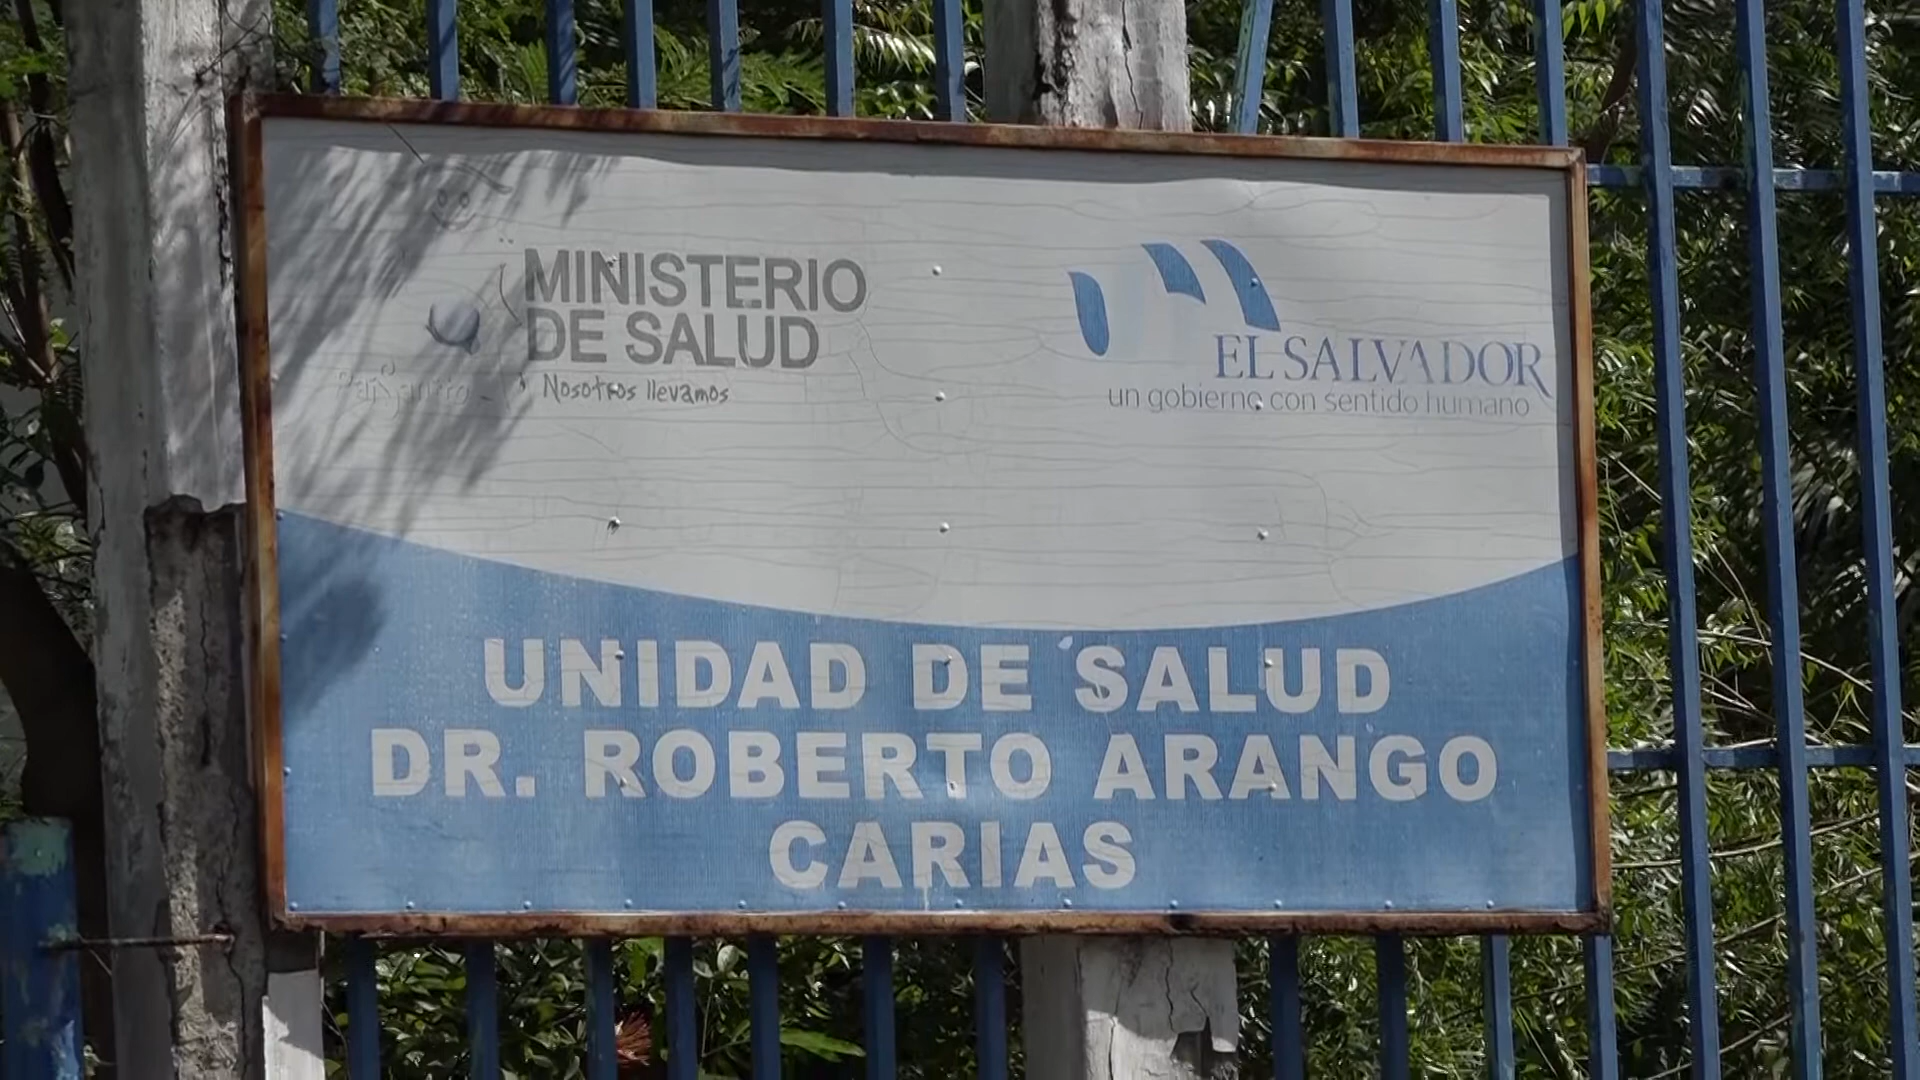 MINISTERIO
DE SALUD
Nosotros llevamos
EL SALVADOR
un gobierno con sentido humano
UNIDAD DE SALUD
DR. ROBERTO ARANGO
CARIAS